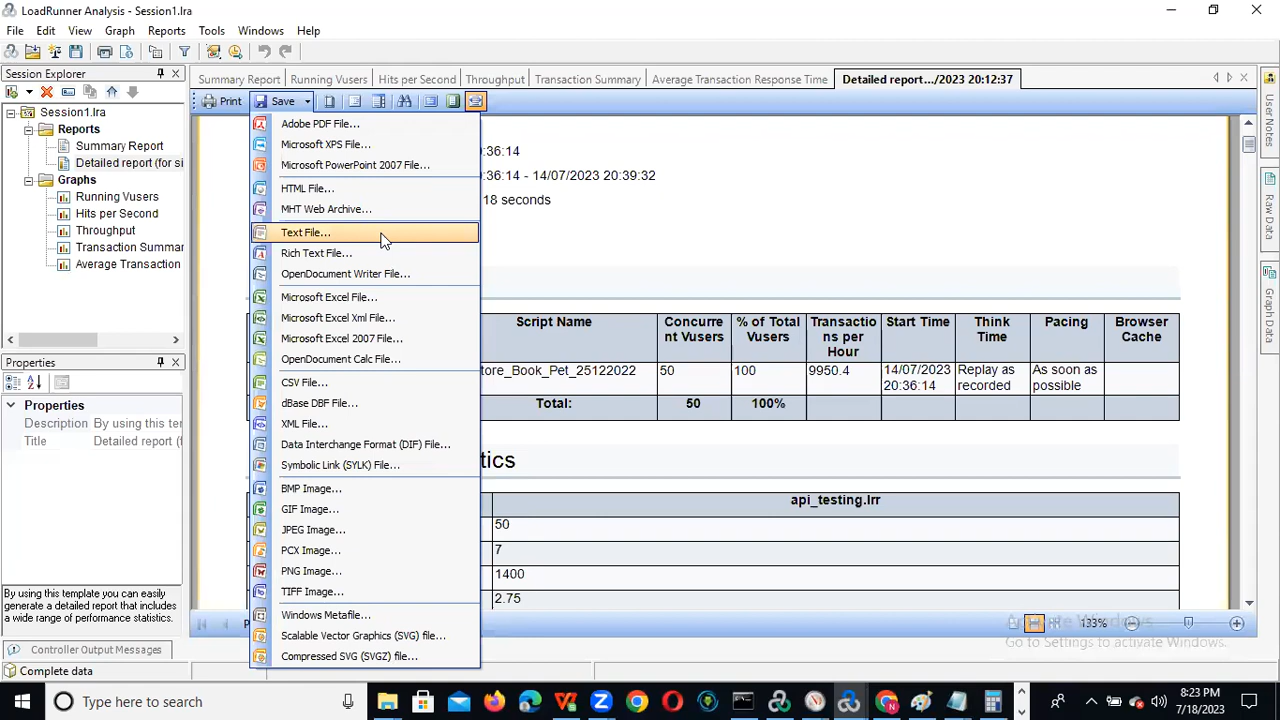 LoadRunner Analysis - Session1.lra
File Edit View Graph Reports Tools Windows Help
Session Explorer
Summary Report Running Vusers Hits per Second Throughput Transaction Summary Average Transaction Response Time Detailed report.../2023 20:12:37
Print Save
Session1.lra
Reports
Summary Report
Detailed report (for si
Graphs
Running Vusers
Hits per Second
Throughput
Transaction Summa
Average Transaction
Properties
Properties
Description By using this ter
Title Detailed report (f
By using this template you can easily
generate a detailed report that includes
a wide range of performance statistics.
Controller Output Messages
Complete data
Adobe PDF File...
Microsoft XPS File...
Microsoft PowerPoint 2007 File...
HTML File...
MHT Web Archive...
Text File...
Rich Text File...
OpenDocument Writer File...
Microsoft Excel File...
Microsoft Excel Xml File...
Microsoft Excel 2007 File...
OpenDocument Calc File...
CSV File...
dBase DBF File...
XML File...
Data Interchange Format (DIF) File...
Symbolic Link (SYLK) File...
BMP Image...
GIF Image...
JPEG Image...
PCX Image...
PNG Image...
TIFF Image...
Windows Metafile...
Scalable Vector Graphics (SVG) file...
Compressed SVG (SVGZ) file...
0:36:14
14/07/2023 20:36:14 - 14/07/2023 20:39:32
18 seconds
Script Name
Concurre
nt Vusers
% of Total
Vusers
Transactio
ns per
Hour
Start Time
Think
Time
Pacing
Browser
Cache
tore_Book_Pet_25122022 50 100 9950.4
14/07/2023
20:36:14
Replay as
recorded
As soon as
possible
Total: 50 100%
tics
api_testing.lrr
50
7
1400
2.75
133%
Activate Windows
Go to Settings to activate Windows.
User Notes
Raw Data
Graph Data
Type here to search
8:23 PM
7/18/2023